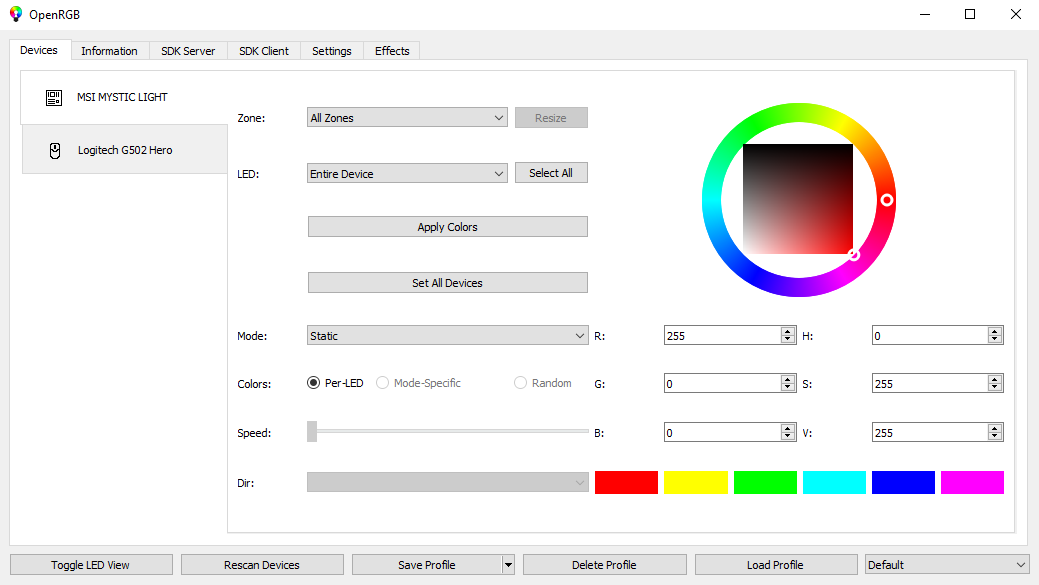 OpenRGB
Devices Information SDK Server SDK Client Settings Effects
MSI MYSTIC LIGHT
Logitech G502 Hero
Zone: All Zones Resize
LED: Entire Device Select All
Apply Colors
Set All Devices
Mode: Static R: 255 H: 0
Colors: Per-LED Mode-Specific Random G: 0 S: 255
Speed: B: 0 V: 255
Dir:
Toggle LED View Rescan Devices Save Profile Delete Profile Load Profile Default